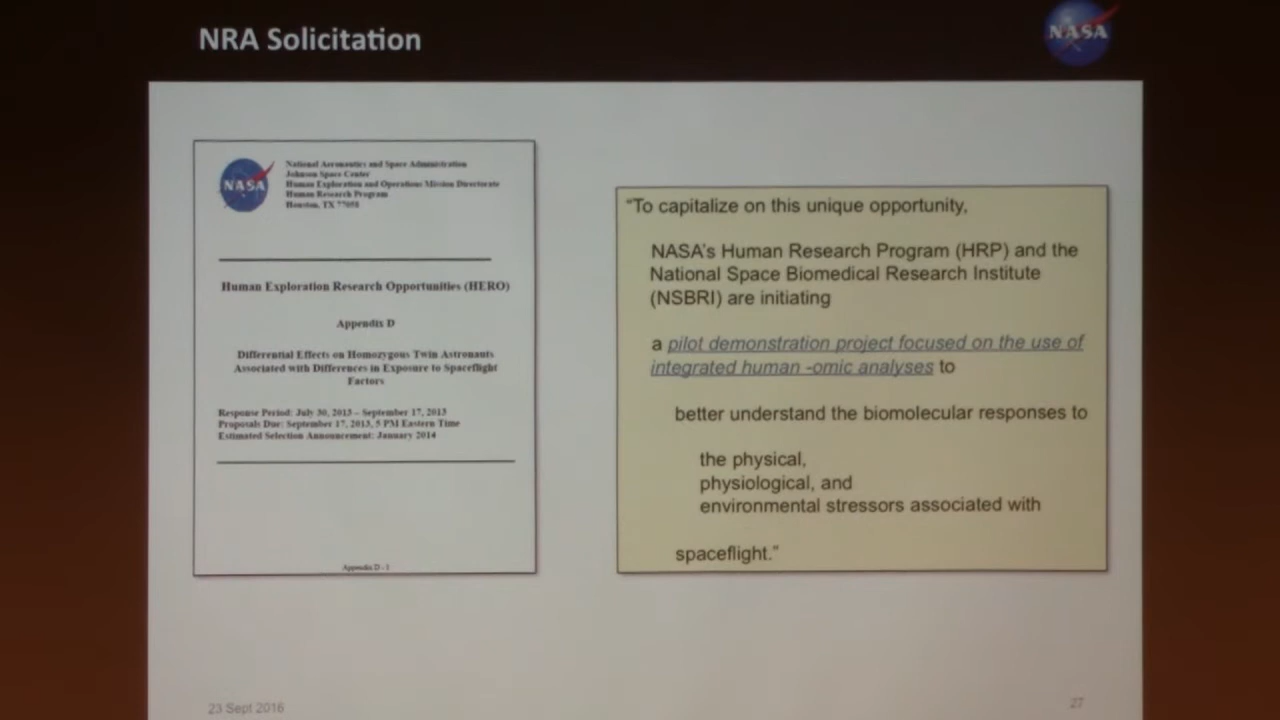 NRA Solicitation
NASA
NASA
National Aeronautics and Space Administration
Johnson Space Center
Human Exploration and Operations Mission Directorate
Human Research Program
Houston, TX 77058
Human Exploration Research Opportunities (HERO)
Appendix D
Differential Effects on Homozygous Twin Astronauts
Associated with Differences in Exposure to Spaceflight
Factors
Response Period: July 30, 2013 – September 17, 2013
Proposals Due: September 17, 2013, 5 PM Eastern Time
Estimated Selection Announcement: January 2014
Appendix D - 1
“To capitalize on this unique opportunity,
NASA’s Human Research Program (HRP) and the
National Space Biomedical Research Institute
(NSBRI) are initiating
a pilot demonstration project focused on the use of
integrated human -omic analyses to
better understand the biomolecular responses to
the physical,
physiological, and
environmental stressors associated with
spaceflight.”
23 Sept 2016
27